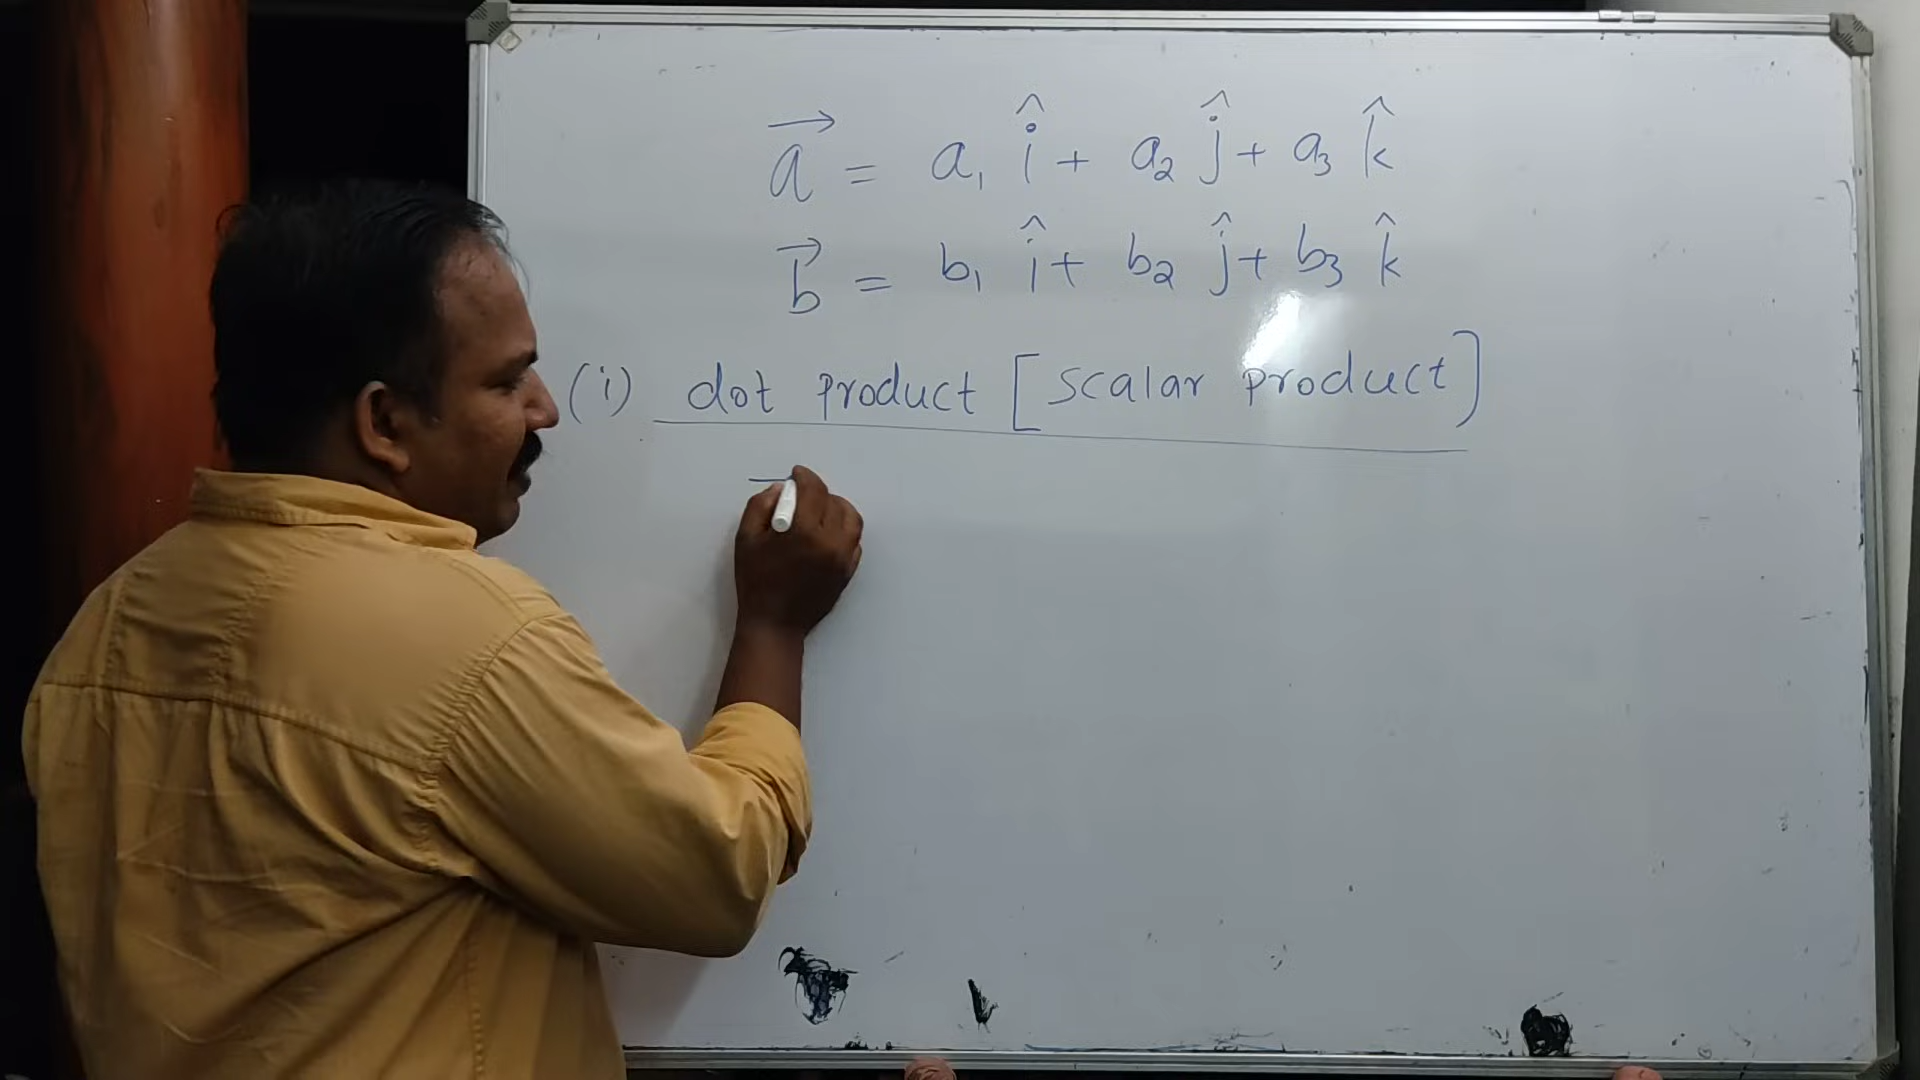 →a = a₁ î + a₂ ĵ + a₃ k̂
→b = b₁ î + b₂ ĵ + b₃ k̂
(i) dot product [scalar product]